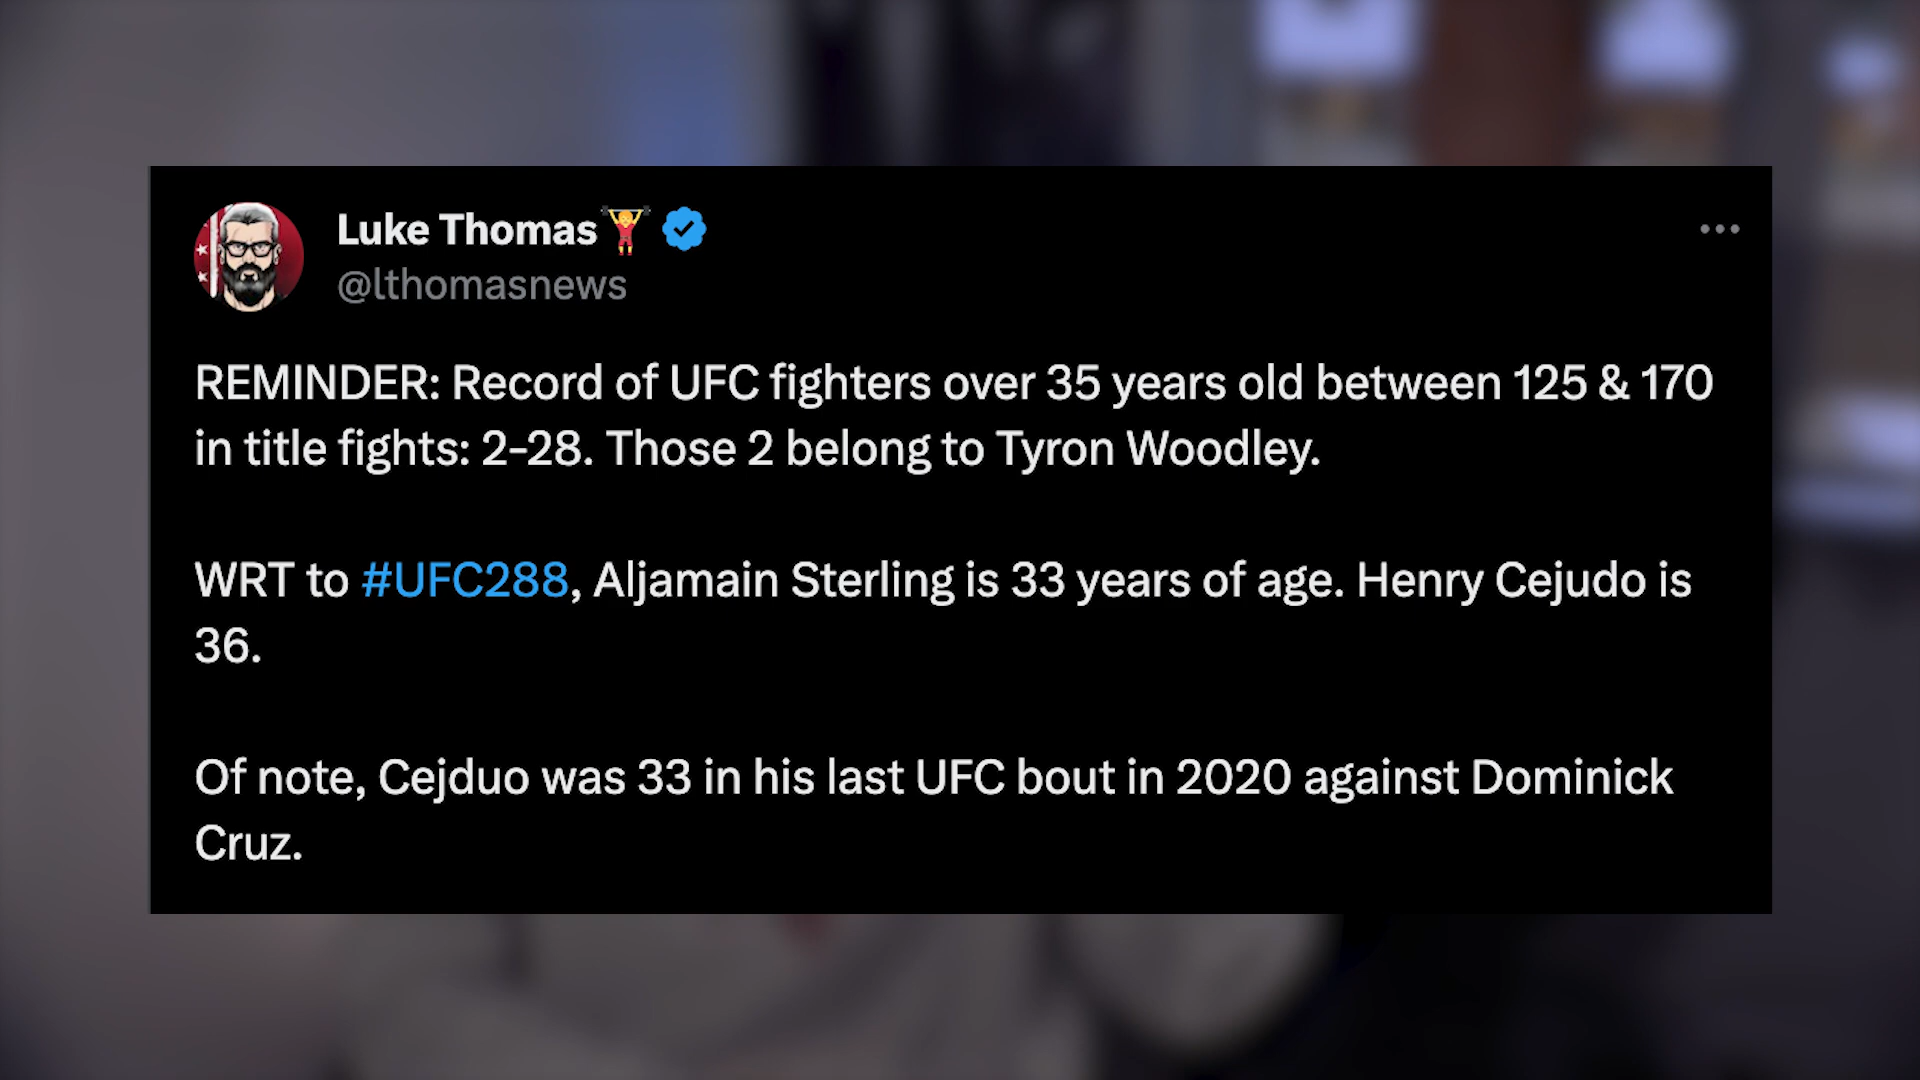 Luke Thomas🏋️
@lthomasnews
REMINDER: Record of UFC fighters over 35 years old between 125 & 170
in title fights: 2-28. Those 2 belong to Tyron Woodley.
WRT to #UFC288, Aljamain Sterling is 33 years of age. Henry Cejudo is
36.
Of note, Cejduo was 33 in his last UFC bout in 2020 against Dominick
Cruz.